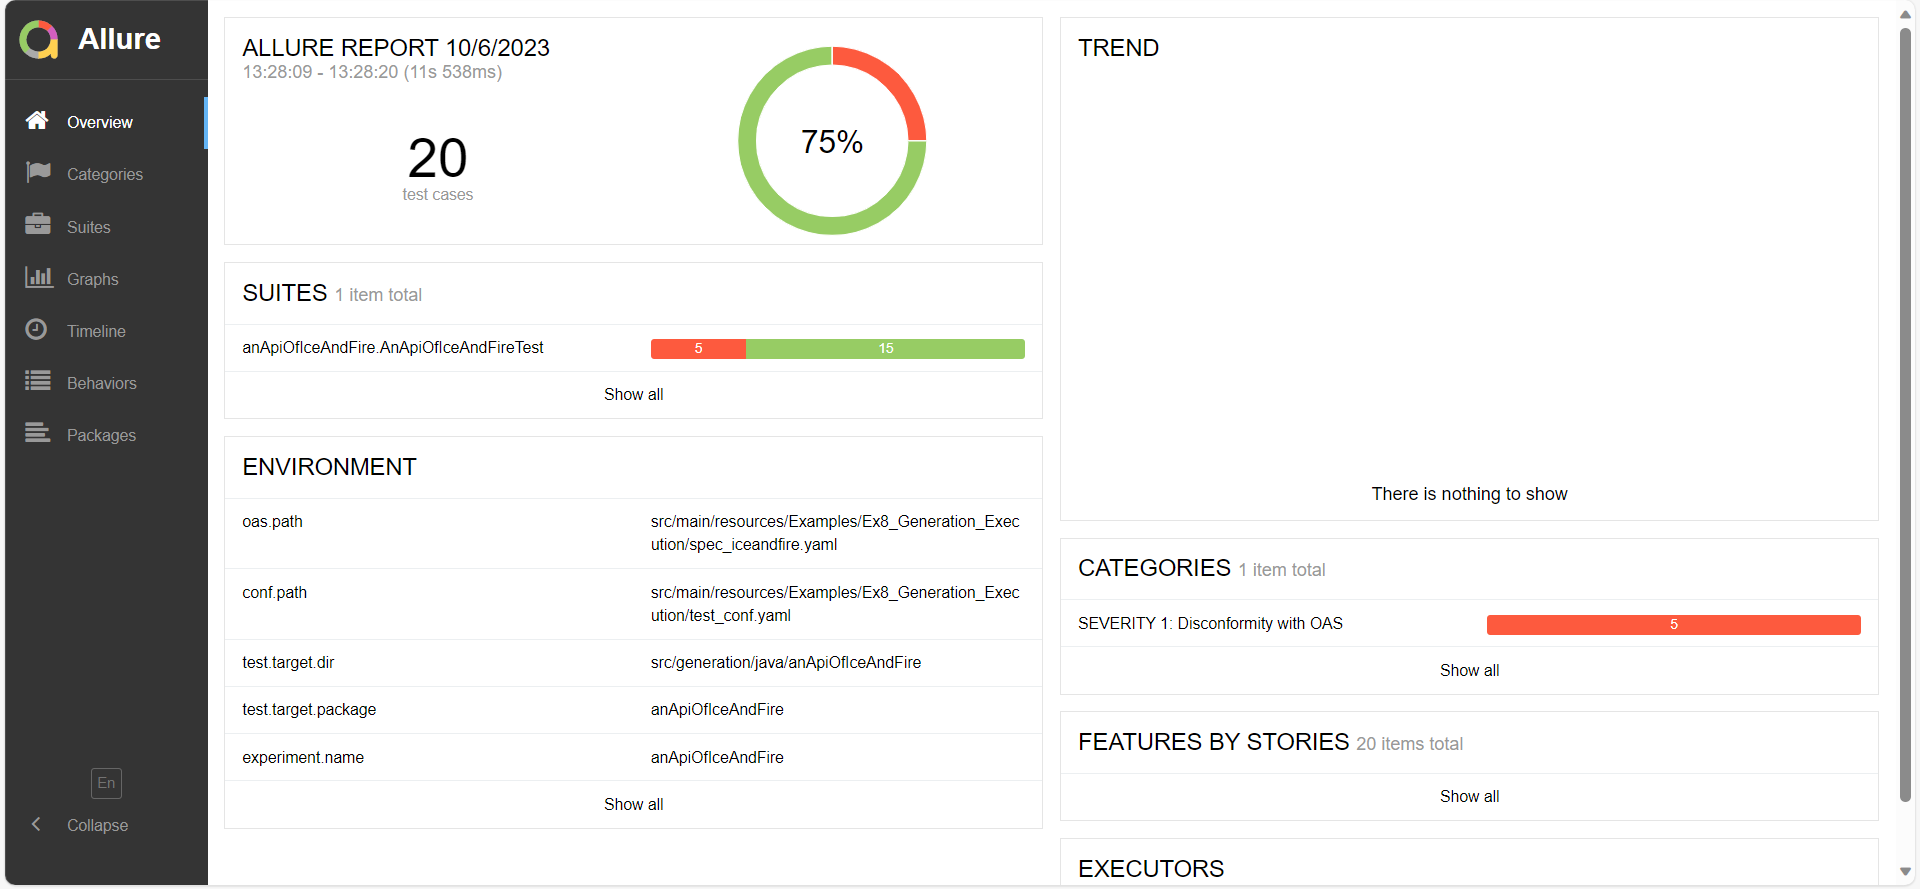 Allure
Overview
Categories
Suites
Graphs
Timeline
Behaviors
Packages
En
Collapse
ALLURE REPORT 10/6/2023
13:28:09 - 13:28:20 (11s 538ms)
20
test cases
75%
SUITES 1 item total
anApiOfIceAndFire.AnApiOfIceAndFireTest 5 15
Show all
ENVIRONMENT
oas.path src/main/resources/Examples/Ex8_Generation_Exec
ution/spec_iceandfire.yaml
conf.path src/main/resources/Examples/Ex8_Generation_Exec
ution/test_conf.yaml
test.target.dir src/generation/java/anApiOfIceAndFire
test.target.package anApiOfIceAndFire
experiment.name anApiOfIceAndFire
Show all
TREND
There is nothing to show
CATEGORIES 1 item total
SEVERITY 1: Disconformity with OAS 5
Show all
FEATURES BY STORIES 20 items total
Show all
EXECUTORS